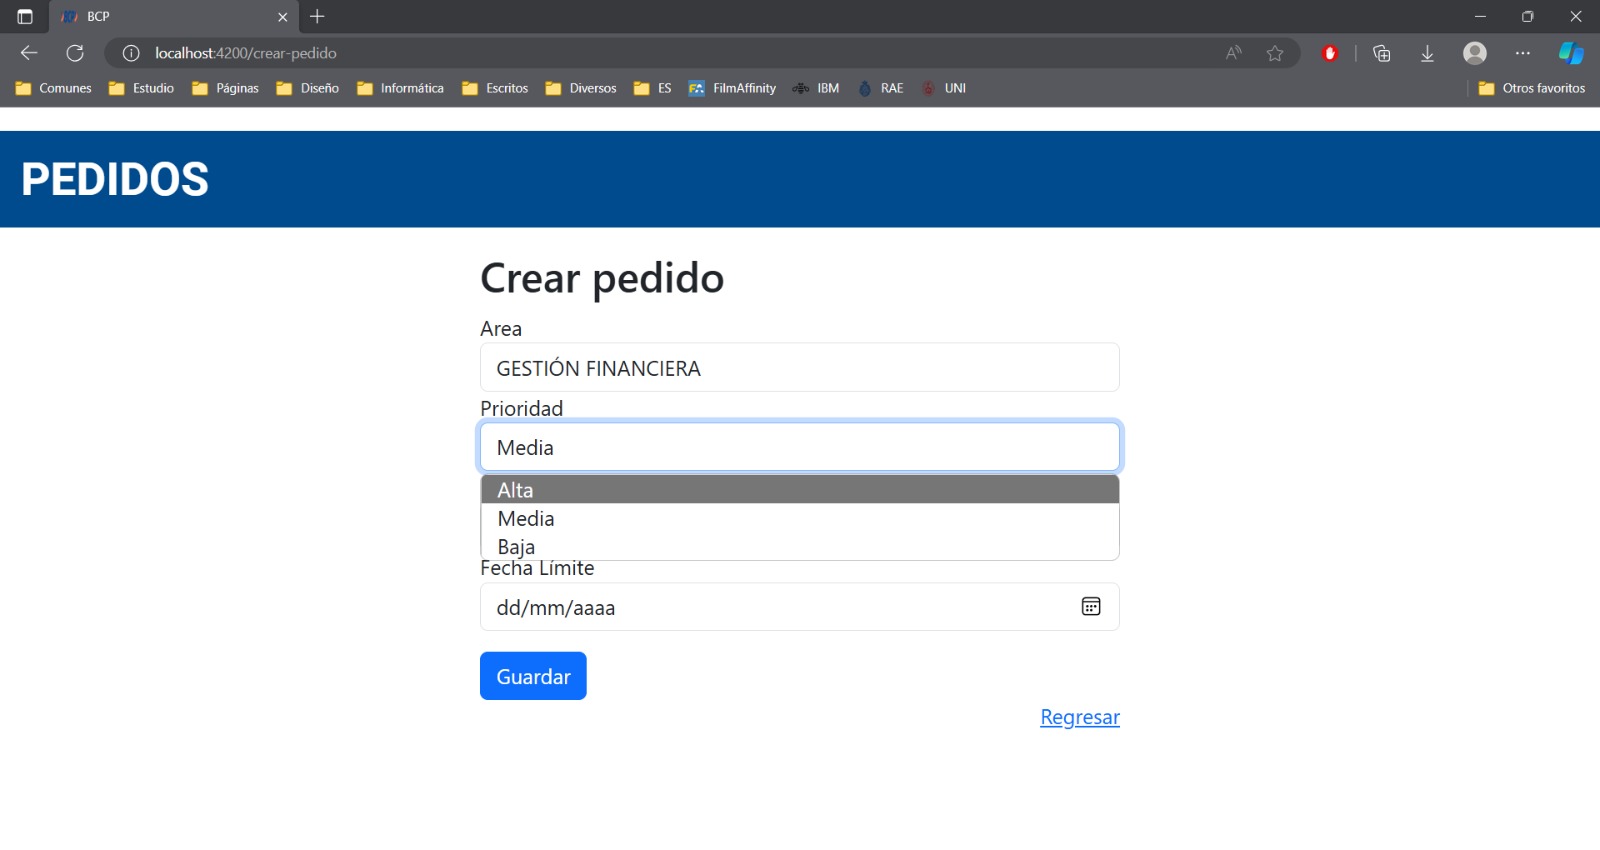 BCP
localhost:4200/crear-pedido
Comunes Estudio Páginas Diseño Informática Escritos Diversos ES FilmAffinity IBM RAE UNI Otros favoritos
PEDIDOS
Crear pedido
Area
GESTIÓN FINANCIERA
Prioridad
Media
Alta
Media
Baja
Fecha Límite
dd/mm/aaaa
Guardar
Regresar